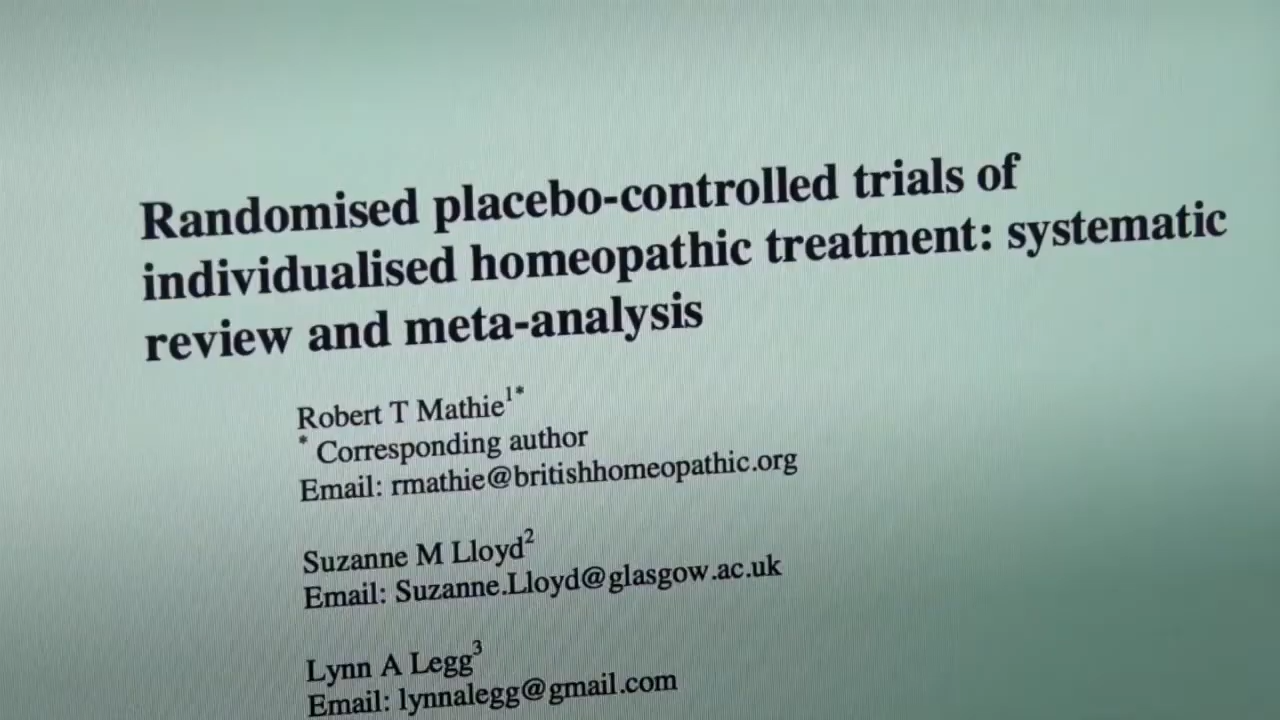 Randomised placebo-controlled trials of
individualised homeopathic treatment: systematic
review and meta-analysis
Robert T Mathie1*
* Corresponding author
Email: rmathie@britishhomeopathic.org
Suzanne M Lloyd2
Email: Suzanne.Lloyd@glasgow.ac.uk
Lynn A Legg3
Email: lynnalegg@gmail.com